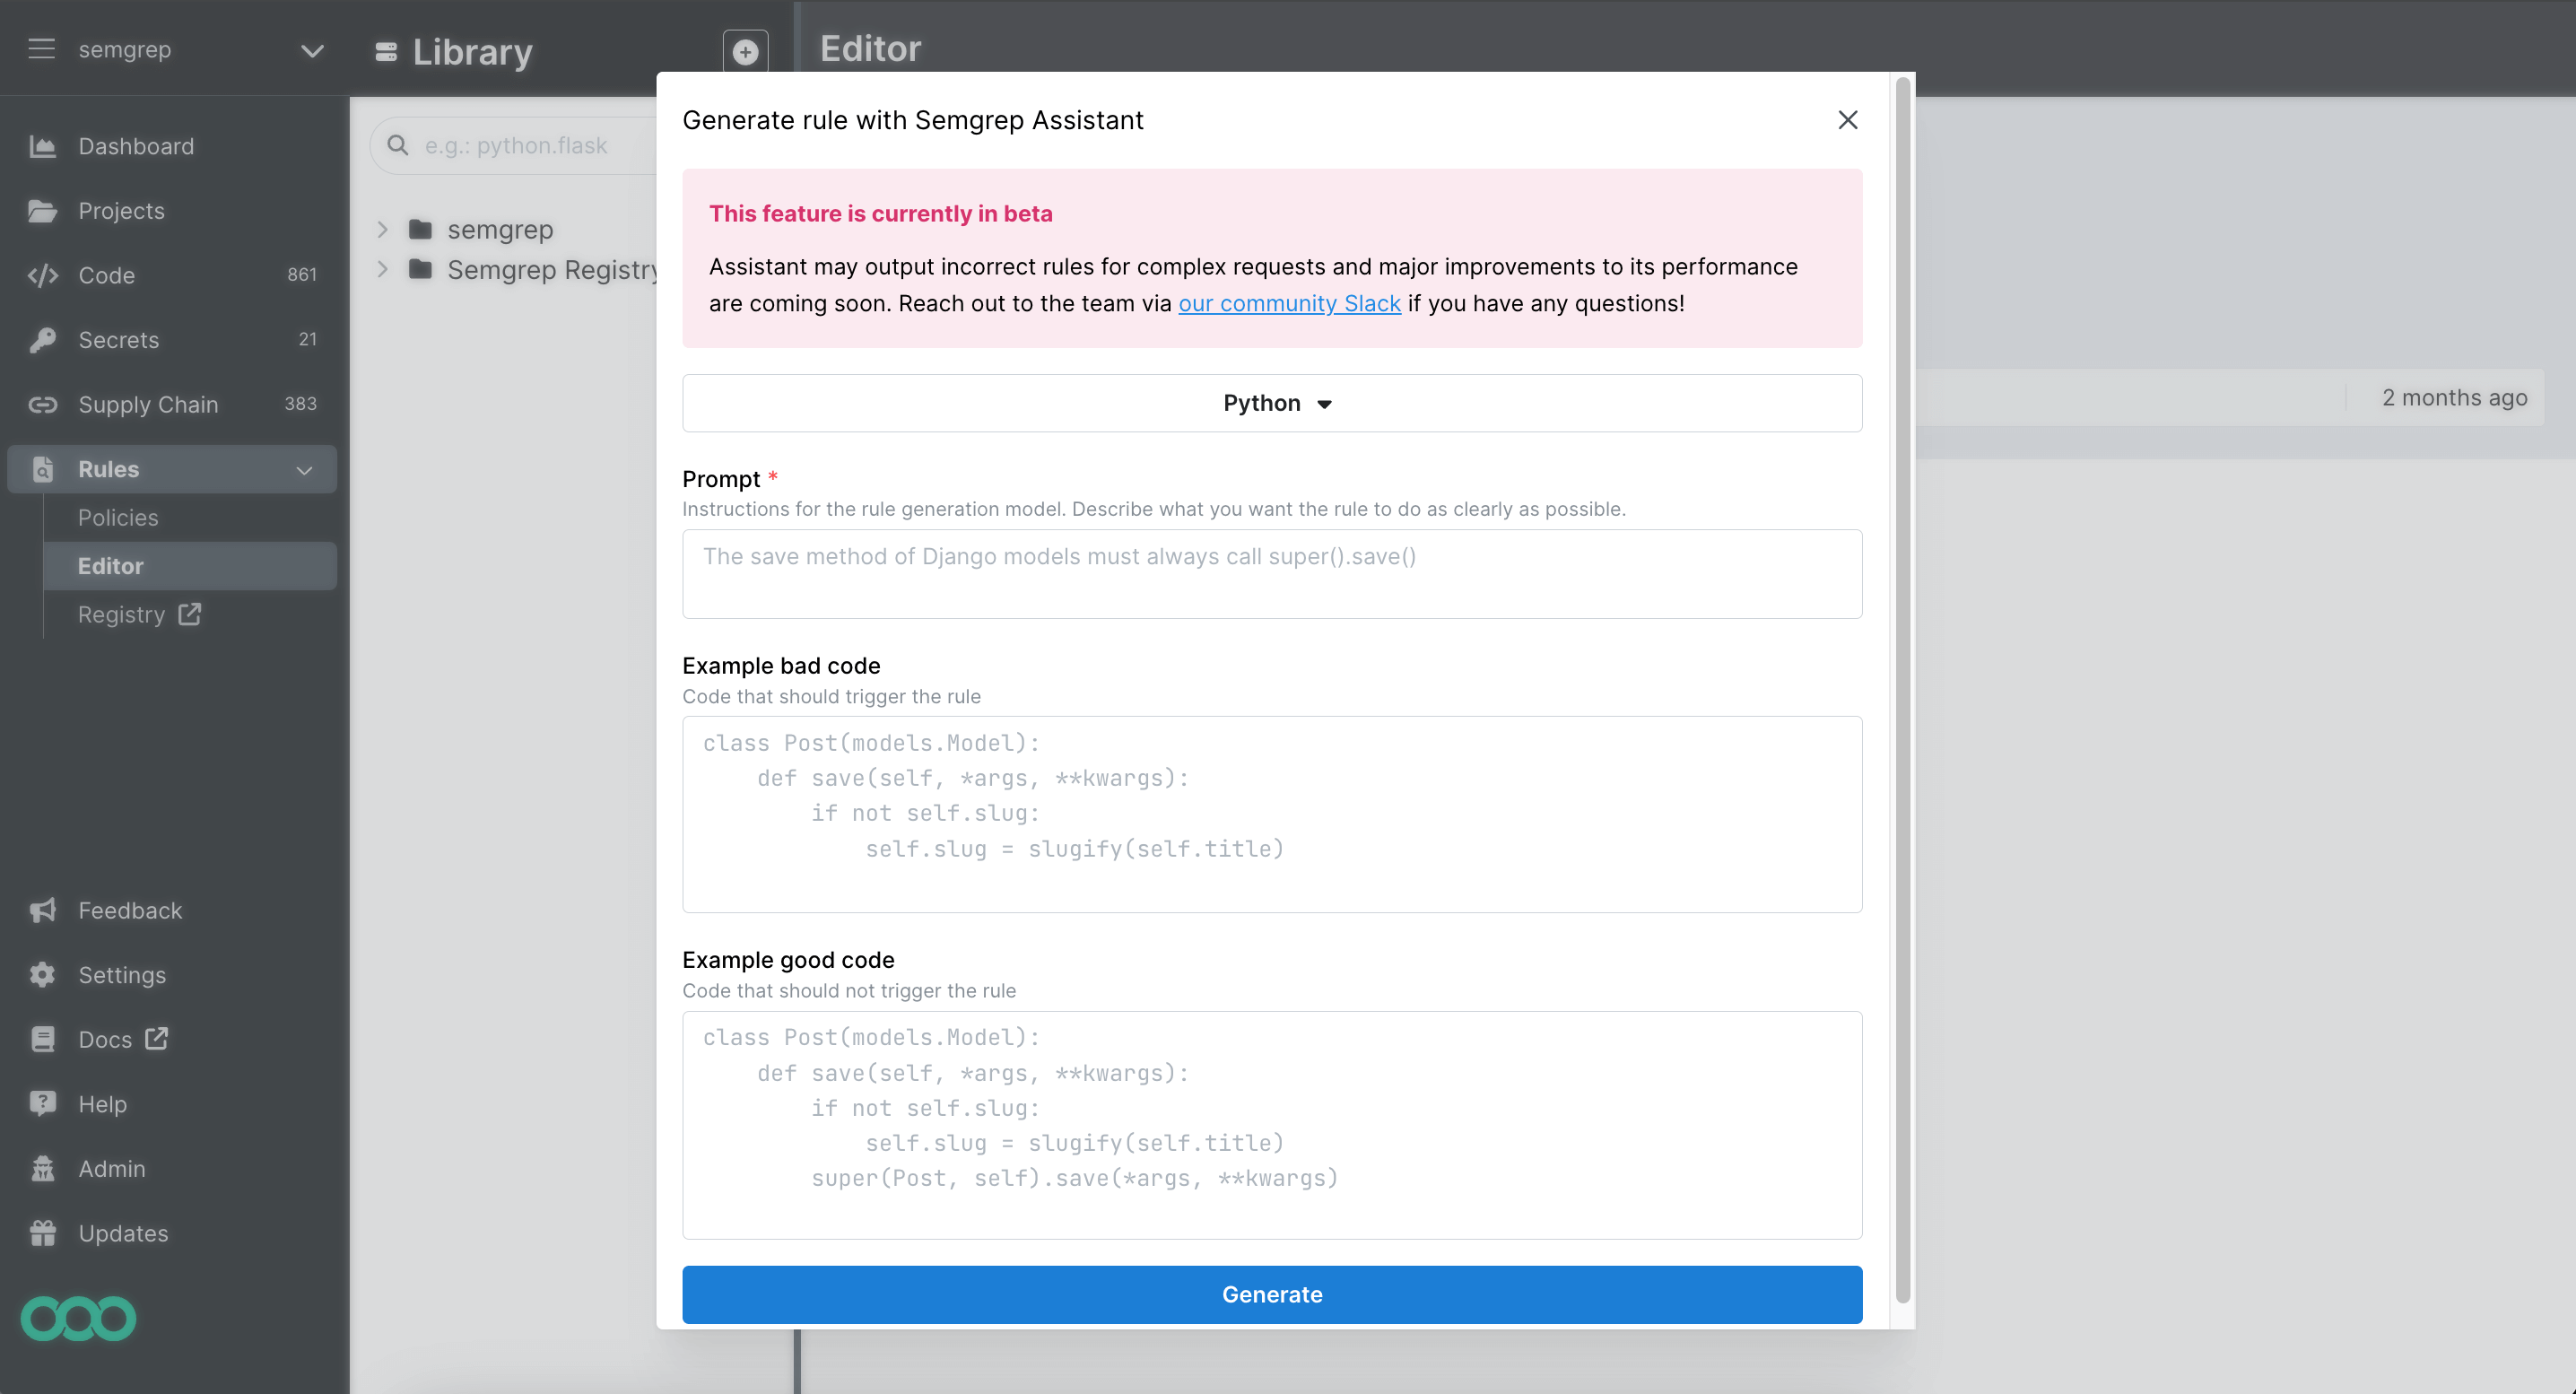 semgrep
Library
Editor
Dashboard
Projects
Code 861
Secrets 21
Supply Chain 383
Rules
Policies
Editor
Registry
Feedback
Settings
Docs
Help
Admin
Updates
e.g.: python.flask
semgrep
Semgrep Registry
Generate rule with Semgrep Assistant
This feature is currently in beta
Assistant may output incorrect rules for complex requests and major improvements to its performance
are coming soon. Reach out to the team via our community Slack if you have any questions!
Python
Prompt *
Instructions for the rule generation model. Describe what you want the rule to do as clearly as possible.
The save method of Django models must always call super().save()
Example bad code
Code that should trigger the rule
class Post(models.Model):
    def save(self, *args, **kwargs):
        if not self.slug:
            self.slug = slugify(self.title)
Example good code
Code that should not trigger the rule
class Post(models.Model):
    def save(self, *args, **kwargs):
        if not self.slug:
            self.slug = slugify(self.title)
        super(Post, self).save(*args, **kwargs)
Generate
2 months ago